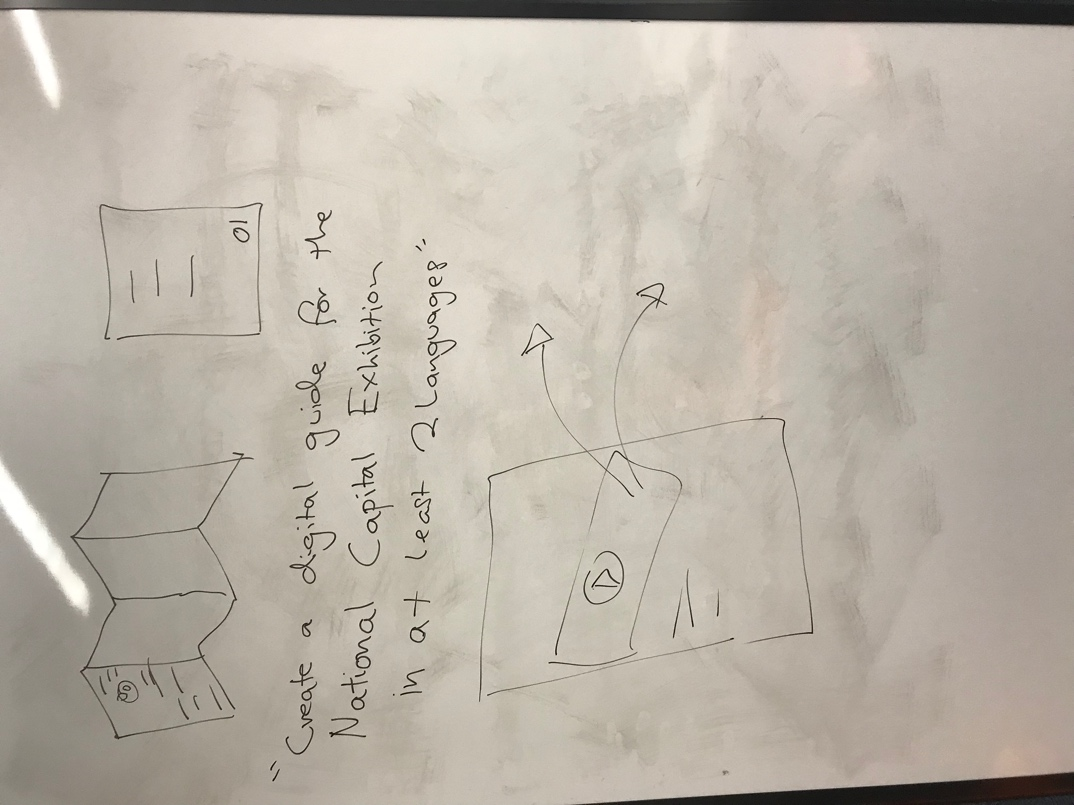 01
"Create a digital guide for the
National Capital Exhibition
in at least 2 Languages"